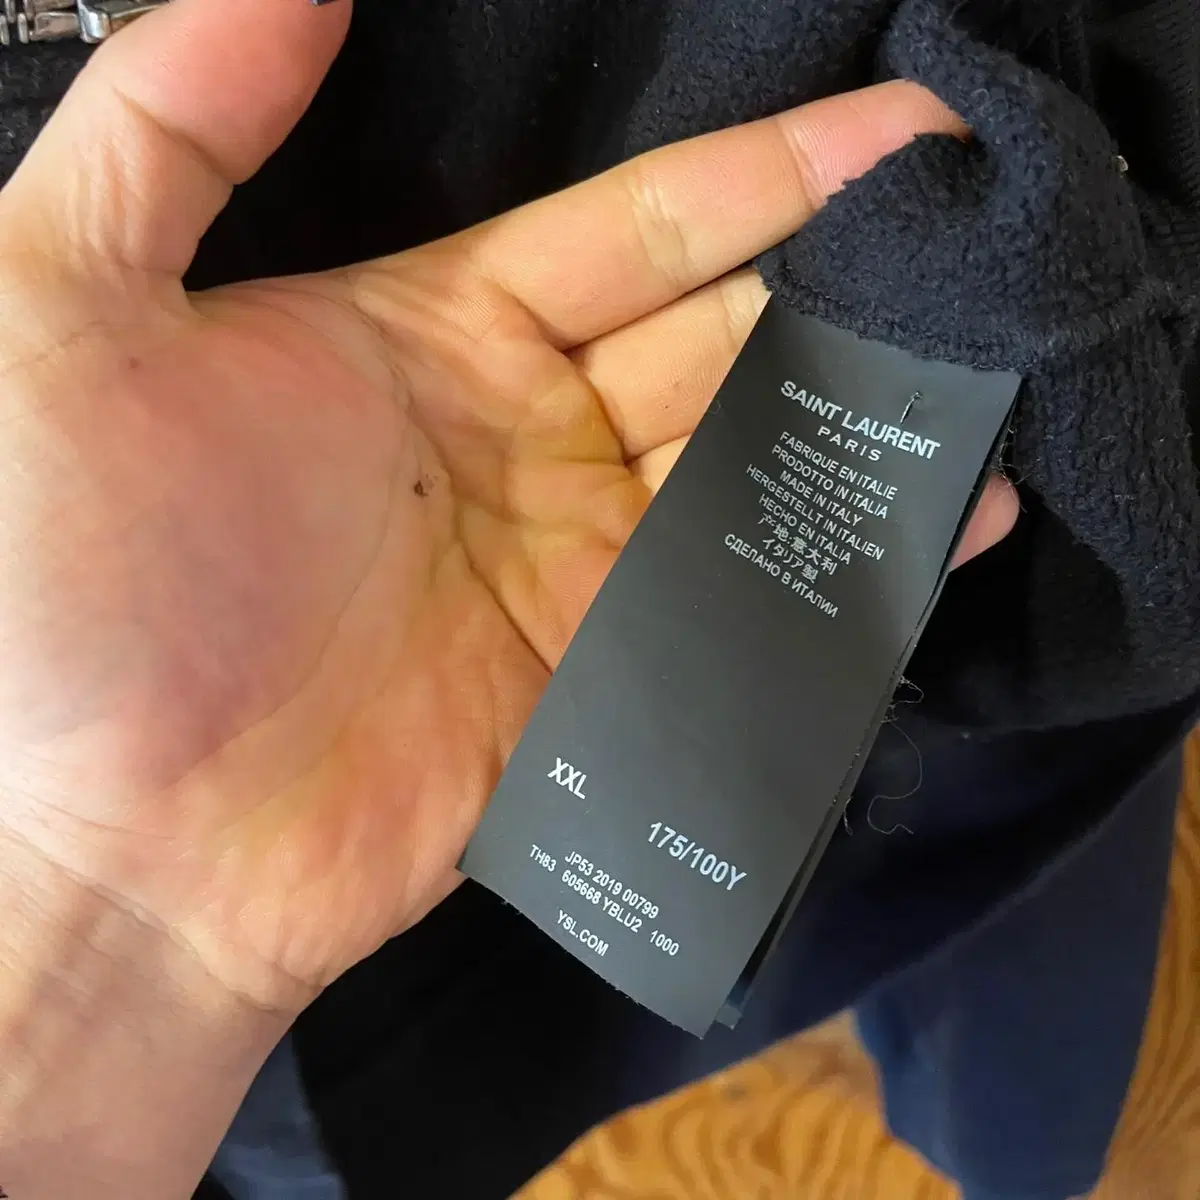 SAINT LAURENT
PARIS
FABRIQUE EN ITALIE
PRODOTTO IN ITALIA
MADE IN ITALY
HERGESTELLT IN ITALIEN
HECHO EN ITALIA
产地:意大利
イタリア製
СДЕЛАНО В ИТАЛИИ
XXL
175/100Y
JP53 2019 00799
TH83 605668 YBLU2 1000
YSL.COM